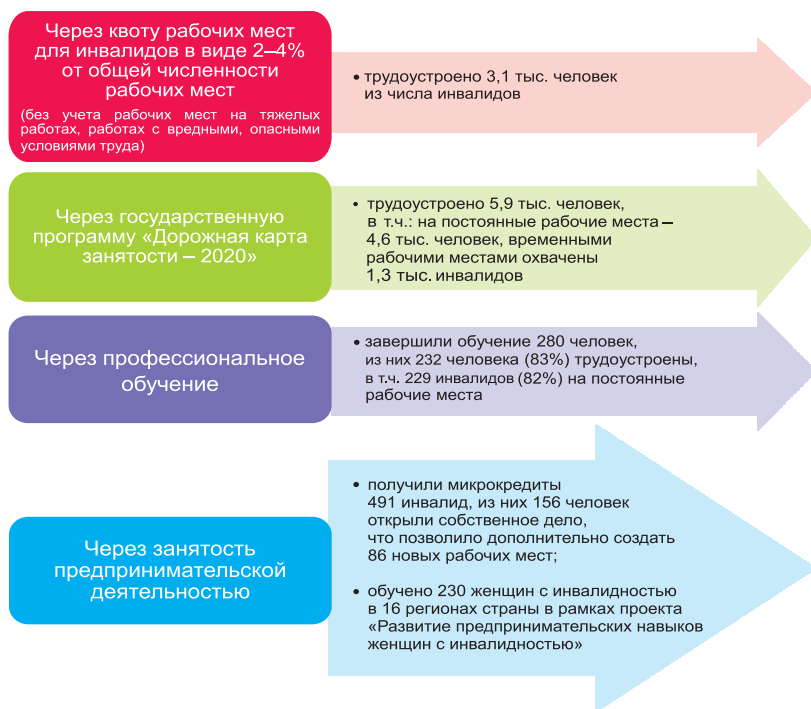 Через квоту рабочих мест
для инвалидов в виде 2–4%
от общей численности
рабочих мест
(без учета рабочих мест на тяжелых
работах, работах с вредными, опасными
условиями труда)
• трудоустроено 3,1 тыс. человек
из числа инвалидов
Через государственную
программу «Дорожная карта
занятости – 2020»
• трудоустроено 5,9 тыс. человек,
в т.ч.: на постоянные рабочие места –
4,6 тыс. человек, временными
рабочими местами охвачены
1,3 тыс. инвалидов
Через профессиональное
обучение
• завершили обучение 280 человек,
из них 232 человека (83%) трудоустроены,
в т.ч. 229 инвалидов (82%) на постоянные
рабочие места
Через занятость
предпринимательской
деятельностью
• получили микрокредиты
491 инвалид, из них 156 человек
открыли собственное дело,
что позволило дополнительно создать
86 новых рабочих мест;
• обучено 230 женщин с инвалидностью
в 16 регионах страны в рамках проекта
«Развитие предпринимательских навыков
женщин с инвалидностью»